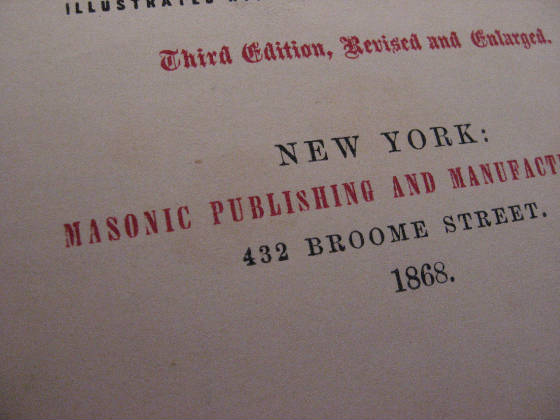 ILLUSTRATED
Third Edition, Revised and Enlarged.
NEW YORK:
MASONIC PUBLISHING AND MANUFACT
432 BROOME STREET.
1868.